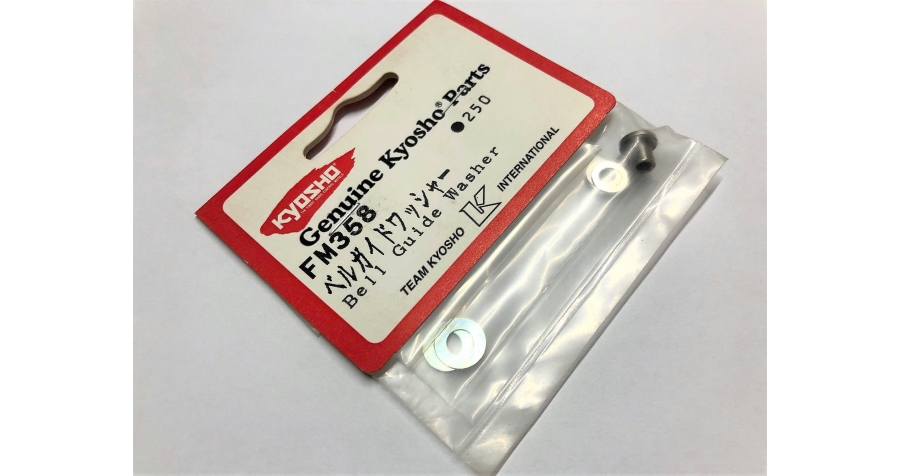 KYOSHO
Genuine Kyosho® Parts
FM358 ●250
ベルガイドワッシャー
Bell Guide Washer
TEAM KYOSHO K INTERNATIONAL